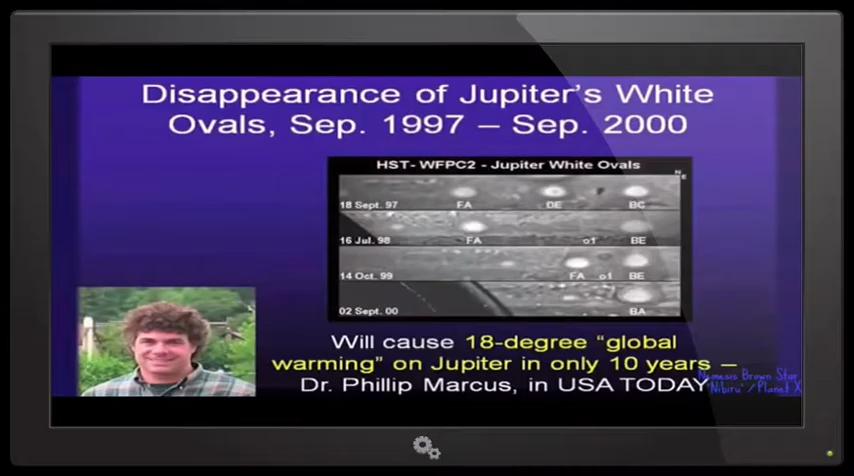 Disappearance of Jupiter's White
Ovals, Sep. 1997 – Sep. 2000
HST- WFPC2 - Jupiter White Ovals
N
E
18 Sept. 97
FA
DE
BC
16 Jul. 98
FA
o1
BE
14 Oct. 99
FA
o1
BE
02 Sept. 00
BA
Will cause 18-degree “global
warming” on Jupiter in only 10 years –
Dr. Phillip Marcus, in USA TODAY
Nemesis Brown Star
'Nibiru' / Planet X